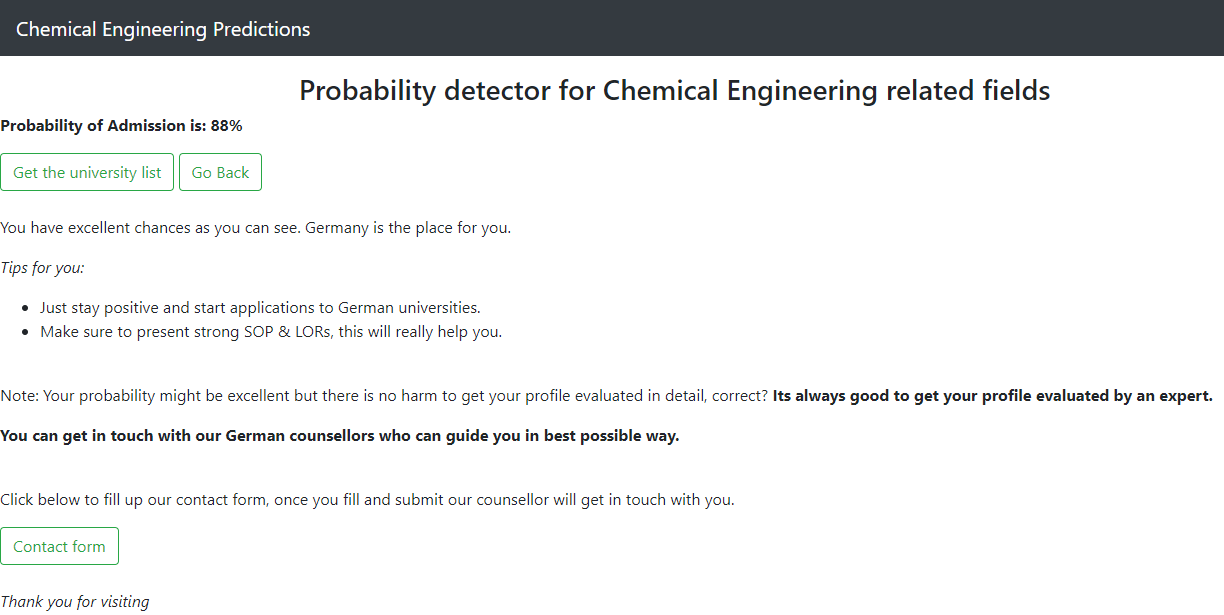 Chemical Engineering Predictions
Probability detector for Chemical Engineering related fields
Probability of Admission is: 88%
Get the university list Go Back
You have excellent chances as you can see. Germany is the place for you.
Tips for you:
Just stay positive and start applications to German universities.
Make sure to present strong SOP & LORs, this will really help you.
Note: Your probability might be excellent but there is no harm to get your profile evaluated in detail, correct? Its always good to get your profile evaluated by an expert.
You can get in touch with our German counsellors who can guide you in best possible way.
Click below to fill up our contact form, once you fill and submit our counsellor will get in touch with you.
Contact form
Thank you for visiting